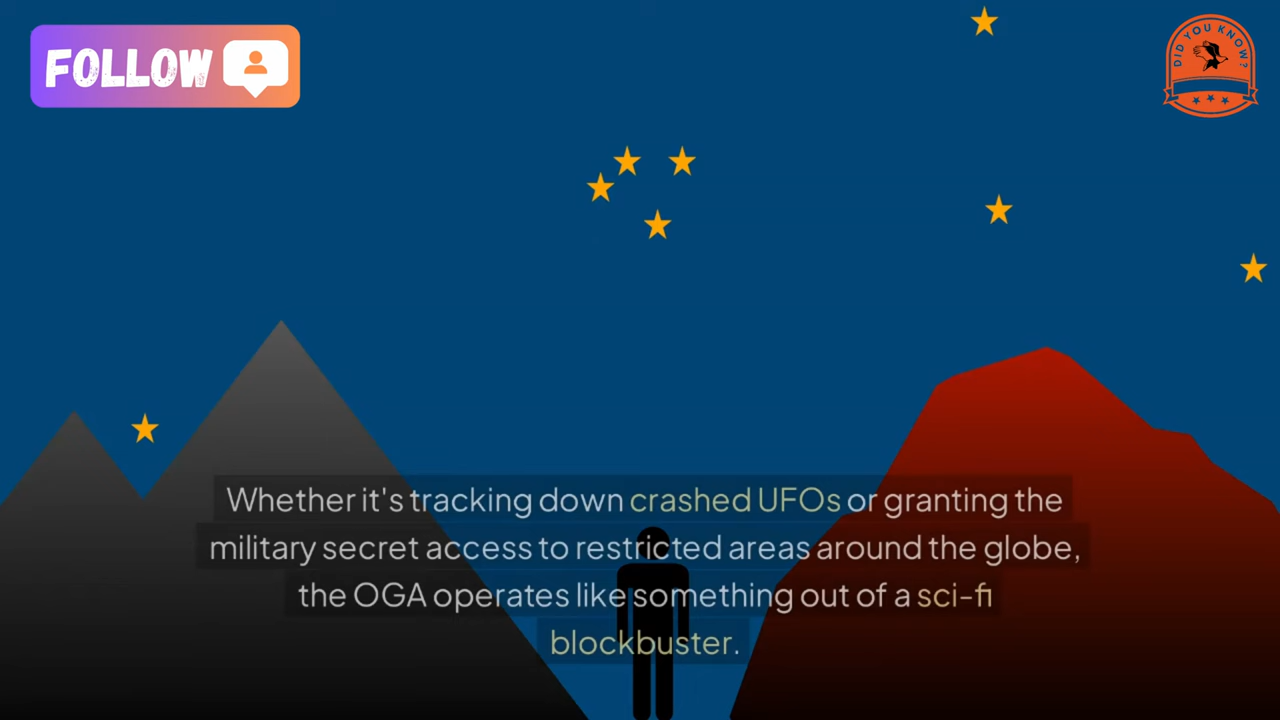 FOLLOW
DID YOU KNOW?
Whether it's tracking down crashed UFOs or granting the
military secret access to restricted areas around the globe,
the OGA operates like something out of a sci-fi
blockbuster.